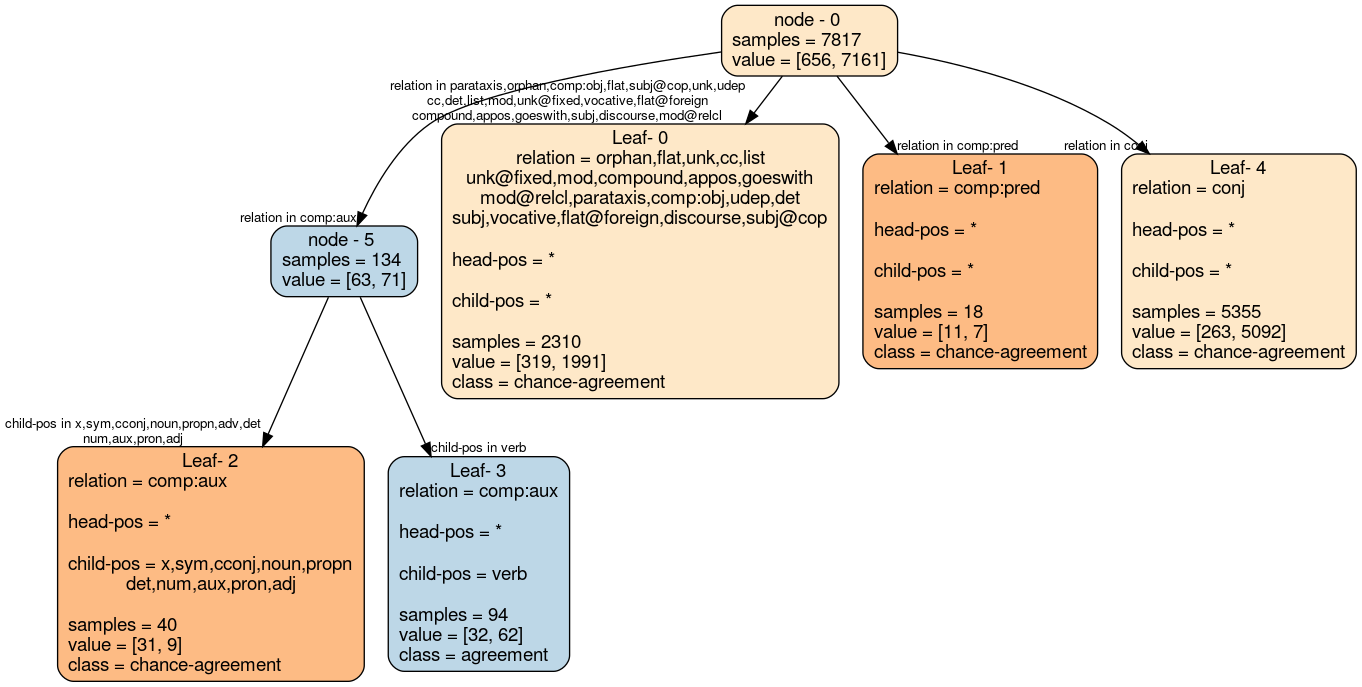 node - 0
samples = 7817
value = [656, 7161]
relation in parataxis,orphan,comp:obj,flat,subj@cop,unk,udep
cc,det,list,mod,unk@fixed,vocative,flat@foreign
compound,appos,goeswith,subj,discourse,mod@relcl
relation in comp:pred
relation in conj
relation in comp:aux
Leaf- 0
relation = orphan,flat,unk,cc,list
unk@fixed,mod,compound,appos,goeswith
mod@relcl,parataxis,comp:obj,udep,det
subj,vocative,flat@foreign,discourse,subj@cop
head-pos = *
child-pos = *
samples = 2310
value = [319, 1991]
class = chance-agreement
Leaf- 1
relation = comp:pred
head-pos = *
child-pos = *
samples = 18
value = [11, 7]
class = chance-agreement
Leaf- 4
relation = conj
head-pos = *
child-pos = *
samples = 5355
value = [263, 5092]
class = chance-agreement
node - 5
samples = 134
value = [63, 71]
child-pos in x,sym,cconj,noun,propn,adv,det
num,aux,pron,adj
child-pos in verb
Leaf- 2
relation = comp:aux
head-pos = *
child-pos = x,sym,cconj,noun,propn
det,num,aux,pron,adj
samples = 40
value = [31, 9]
class = chance-agreement
Leaf- 3
relation = comp:aux
head-pos = *
child-pos = verb
samples = 94
value = [32, 62]
class = agreement